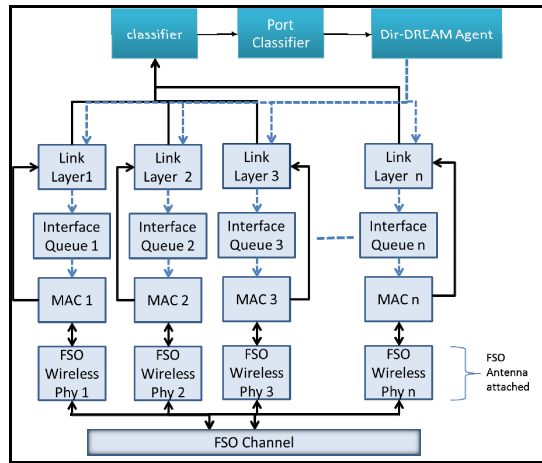 classifier
Port
Classifier
Dir-DREAM Agent
Link
Layer1
Link
Layer 2
Link
Layer 3
Link
Layer n
Interface
Queue 1
Interface
Queue 2
Interface
Queue 3
Interface
Queue n
MAC 1
MAC 2
MAC 3
MAC n
FSO
Wireless
Phy 1
FSO
Wireless
Phy 2
FSO
Wireless
Phy 3
FSO
Wireless
Phy n
FSO
Antenna
attached
FSO Channel